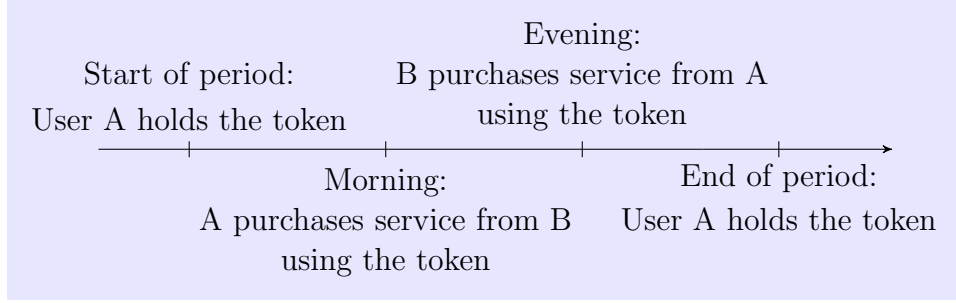 Start of period:
User A holds the token
Morning:
A purchases service from B
using the token
Evening:
B purchases service from A
using the token
End of period:
User A holds the token